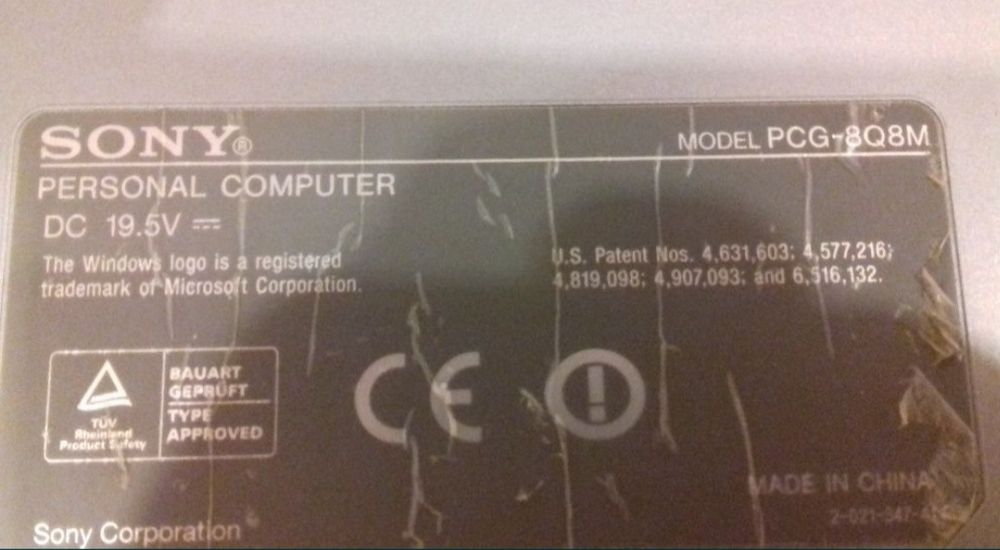 SONY®
MODEL PCG-8Q8M
PERSONAL COMPUTER
DC 19.5V
The Windows logo is a registered
trademark of Microsoft Corporation.
U.S. Patent Nos. 4,631,603; 4,577,216;
4,819,098; 4,907,093; and 6,516,132.
TÜV
Rheinland
Product Safety
BAUART
GEPRÜFT
TYPE
APPROVED
CE
MADE IN CHINA
Sony Corporation